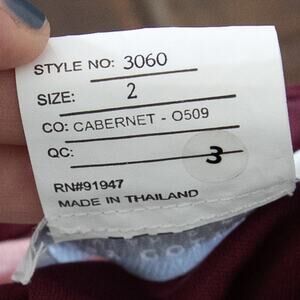 STYLE NO: 3060
SIZE: 2
CO: CABERNET - O509
QC: 3
RN#91947
MADE IN THAILAND